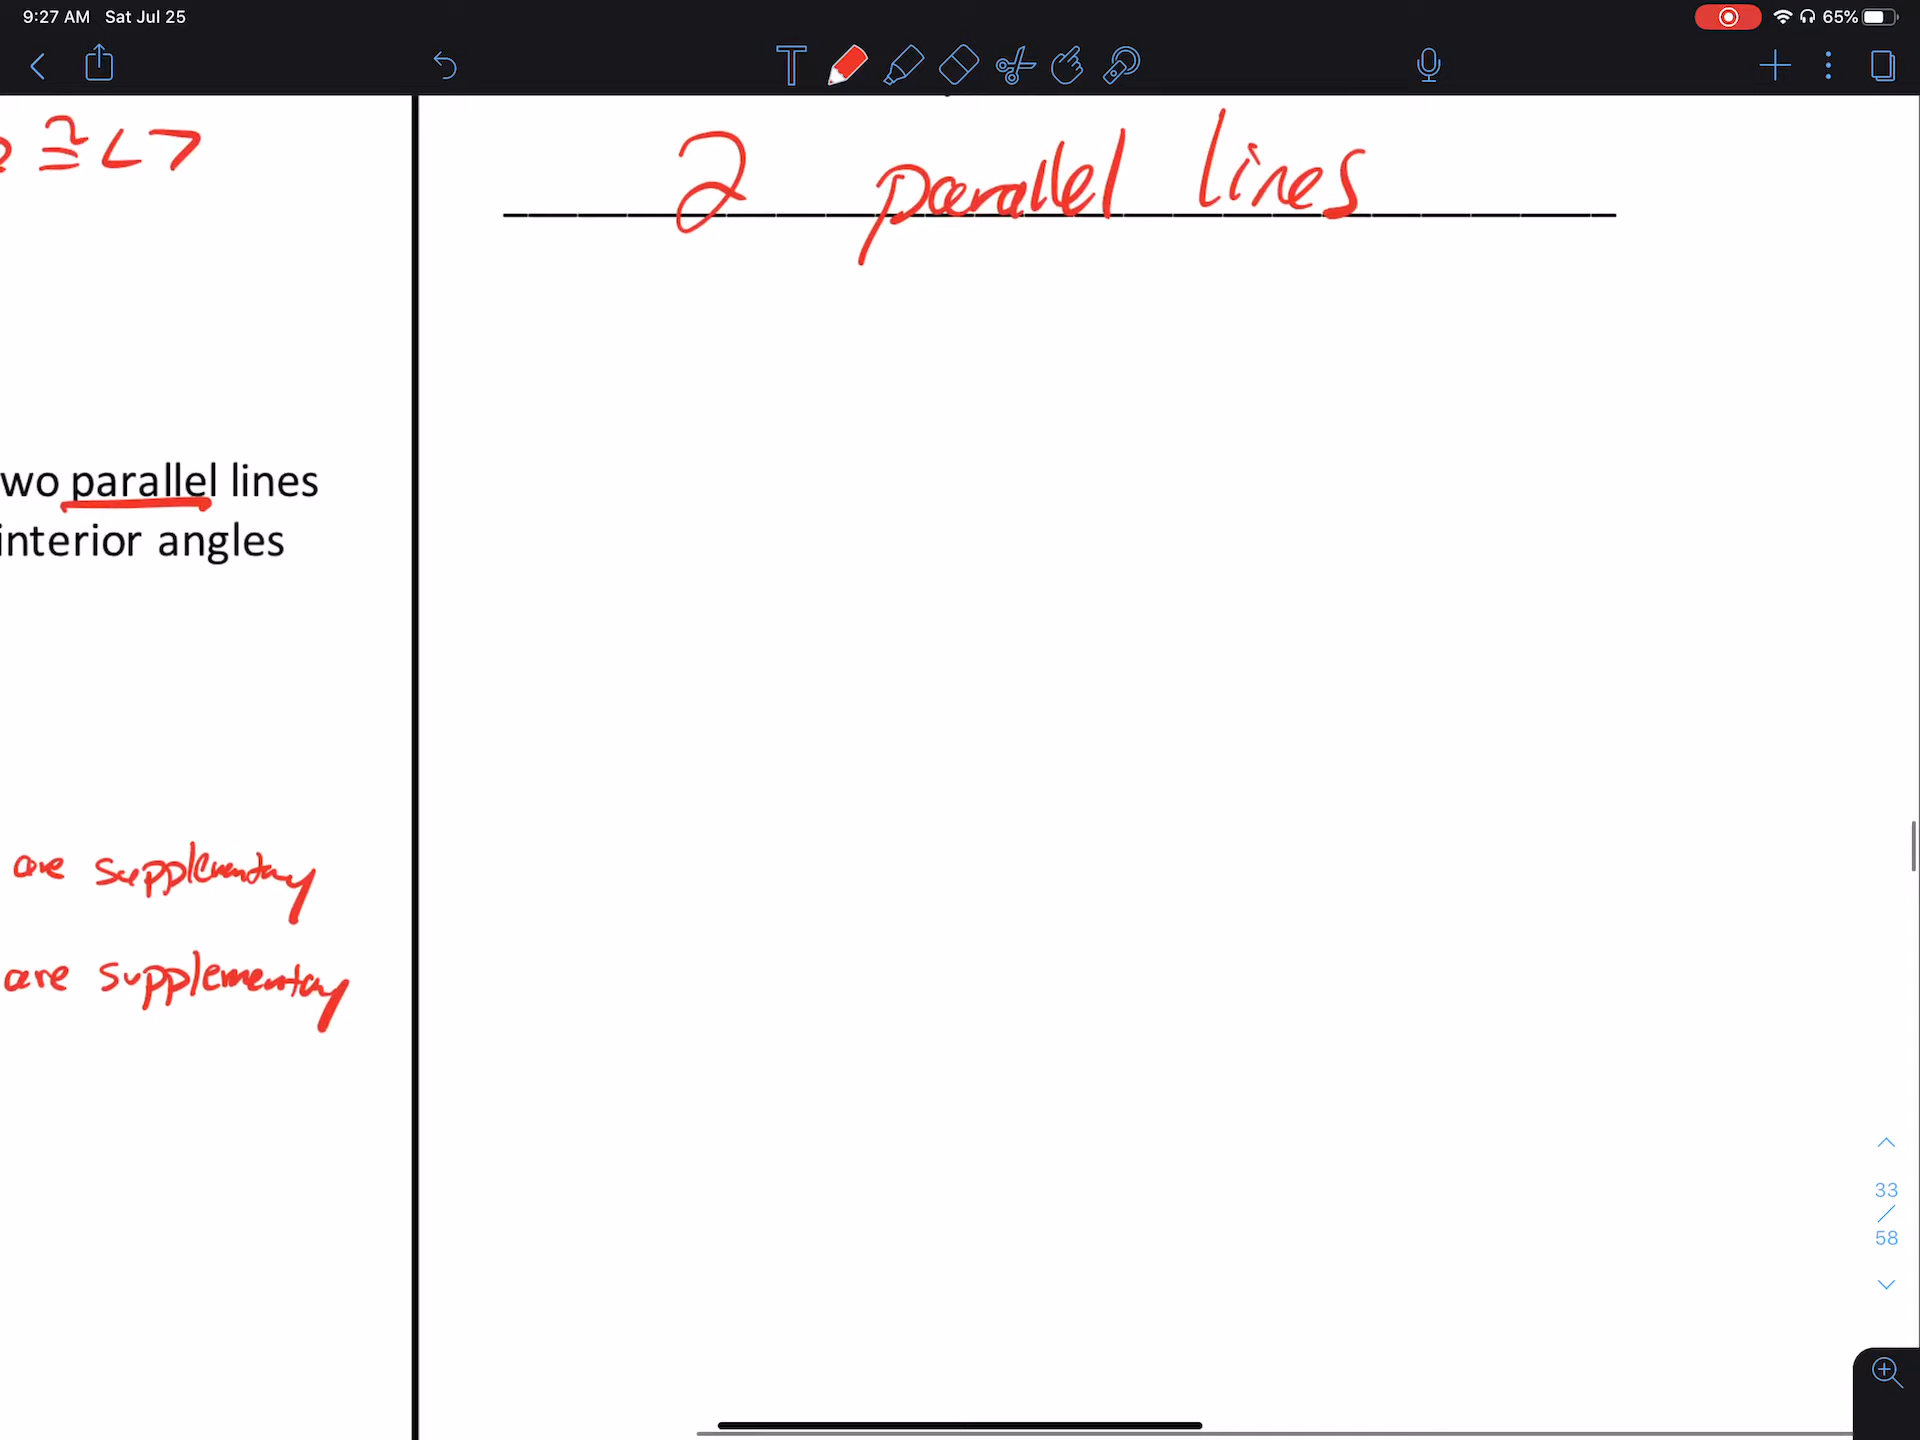 9:27 AM Sat Jul 25
65%
≅ < 7
2 parallel lines
wo parallel lines
interior angles
are supplementary
are supplementary
33
/
58